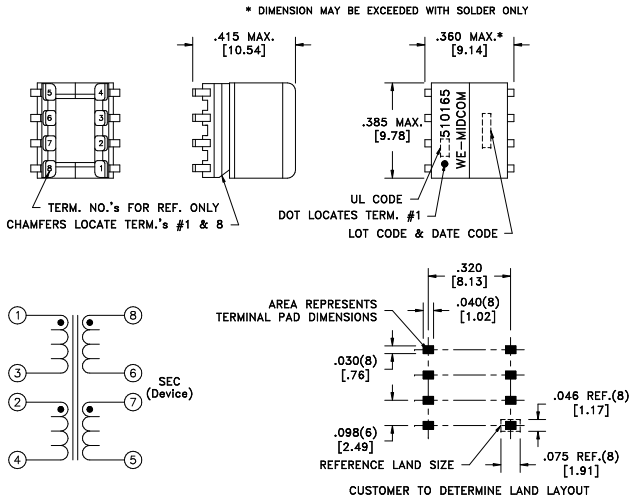 * DIMENSION MAY BE EXCEEDED WITH SOLDER ONLY
.415 MAX.
[10.54]
.360 MAX.*
[9.14]
5
4
6
3
7
2
8
1
.385 MAX.
[9.78]
510165
WE-MIDCOM
UL CODE
DOT LOCATES TERM. #1
LOT CODE & DATE CODE
TERM. NO.'s FOR REF. ONLY
CHAMFERS LOCATE TERM.'s #1 & 8
1
8
3
6
SEC
(Device)
2
7
4
5
.320
[8.13]
AREA REPRESENTS
TERMINAL PAD DIMENSIONS
.040(8)
[1.02]
.030(8)
[.76]
.098(6)
[2.49]
.046 REF.(8)
[1.17]
REFERENCE LAND SIZE
.075 REF.(8)
[1.91]
CUSTOMER TO DETERMINE LAND LAYOUT